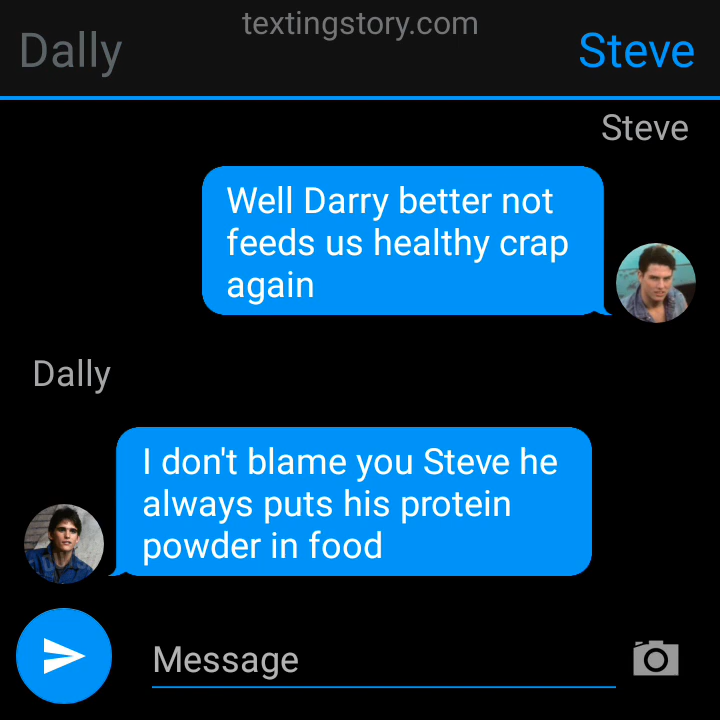 textingstory.com
Dally
Steve
Steve
Well Darry better not
feeds us healthy crap
again
Dally
I don't blame you Steve he
always puts his protein
powder in food
Message